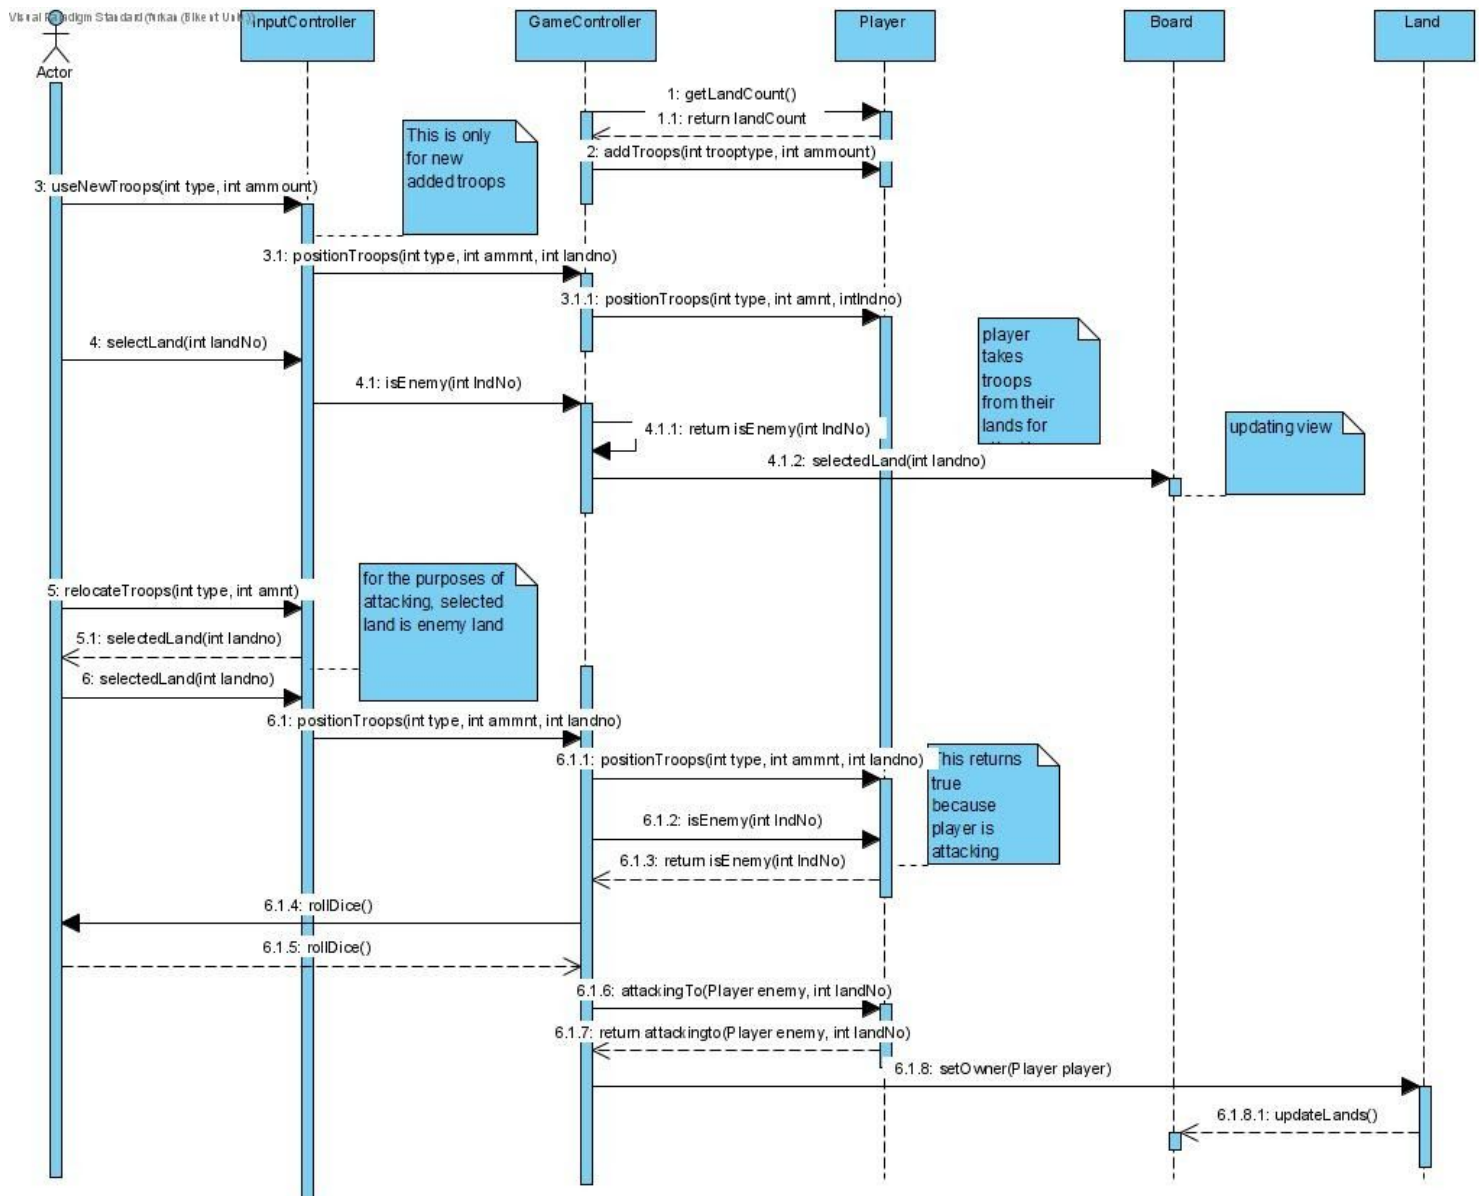 Visual Paradigm Standard (furkan (Bilkent Univ.))
InputController
GameController
Player
Board
Land
Actor
1: getLandCount()
1.1: return landCount
2: addTroops(int trooptype, int ammount)
This is only
for new
added troops
3: useNewTroops(int type, int ammount)
3.1: positionTroops(int type, int ammnt, int landno)
3.1.1: positionTroops(int type, int amnt, intlndno)
4: selectLand(int landNo)
player
takes
troops
from their
lands for
4.1: isEnemy(int lndNo)
4.1.1: return isEnemy(int lndNo)
updating view
4.1.2: selectedLand(int landno)
5: relocateTroops(int type, int amnt)
for the purposes of
attacking, selected
land is enemy land
5.1: selectedLand(int landno)
6: selectedLand(int landno)
6.1: positionTroops(int type, int ammnt, int landno)
6.1.1: positionTroops(int type, int ammnt, int landno)
This returns
true
because
player is
attacking
6.1.2: isEnemy(int lndNo)
6.1.3: return isEnemy(int lndNo)
6.1.4: rollDice()
6.1.5: rollDice()
6.1.6: attackingTo(Player enemy, int landNo)
6.1.7: return attackingto(Player enemy, int landNo)
6.1.8: setOwner(Player player)
6.1.8.1: updateLands()